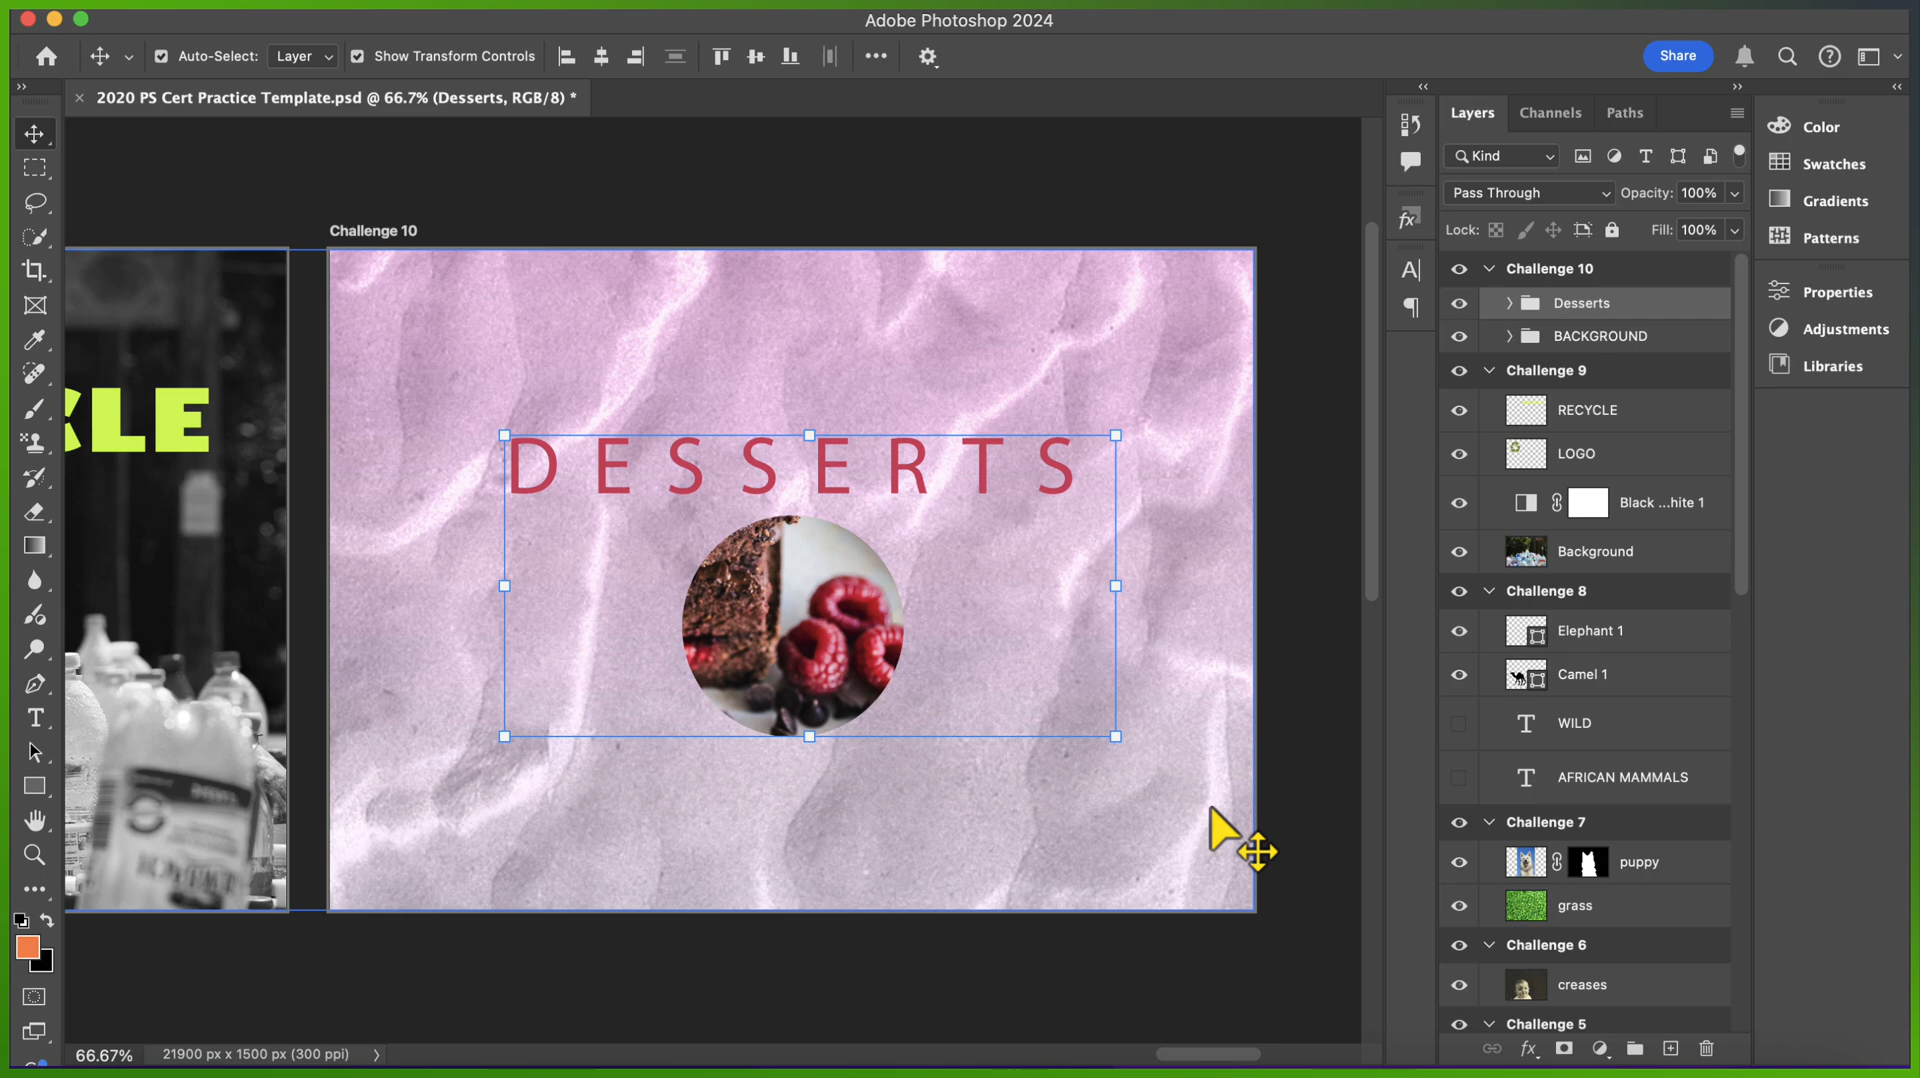 Adobe Photoshop 2024
Auto-Select: Layer Show Transform Controls
Share
2020 PS Cert Practice Template.psd @ 66.7% (Desserts, RGB/8) *
Challenge 10
CLE
DESSERTS
Layers Channels Paths
Kind
Pass Through Opacity: 100%
Lock: Fill: 100%
Challenge 10
Desserts
BACKGROUND
Challenge 9
RECYCLE
LOGO
Black ...hite 1
Background
Challenge 8
Elephant 1
Camel 1
WILD
AFRICAN MAMMALS
Challenge 7
puppy
grass
Challenge 6
creases
Challenge 5
Color
Swatches
Gradients
Patterns
Properties
Adjustments
Libraries
66.67% 21900 px x 1500 px (300 ppi)